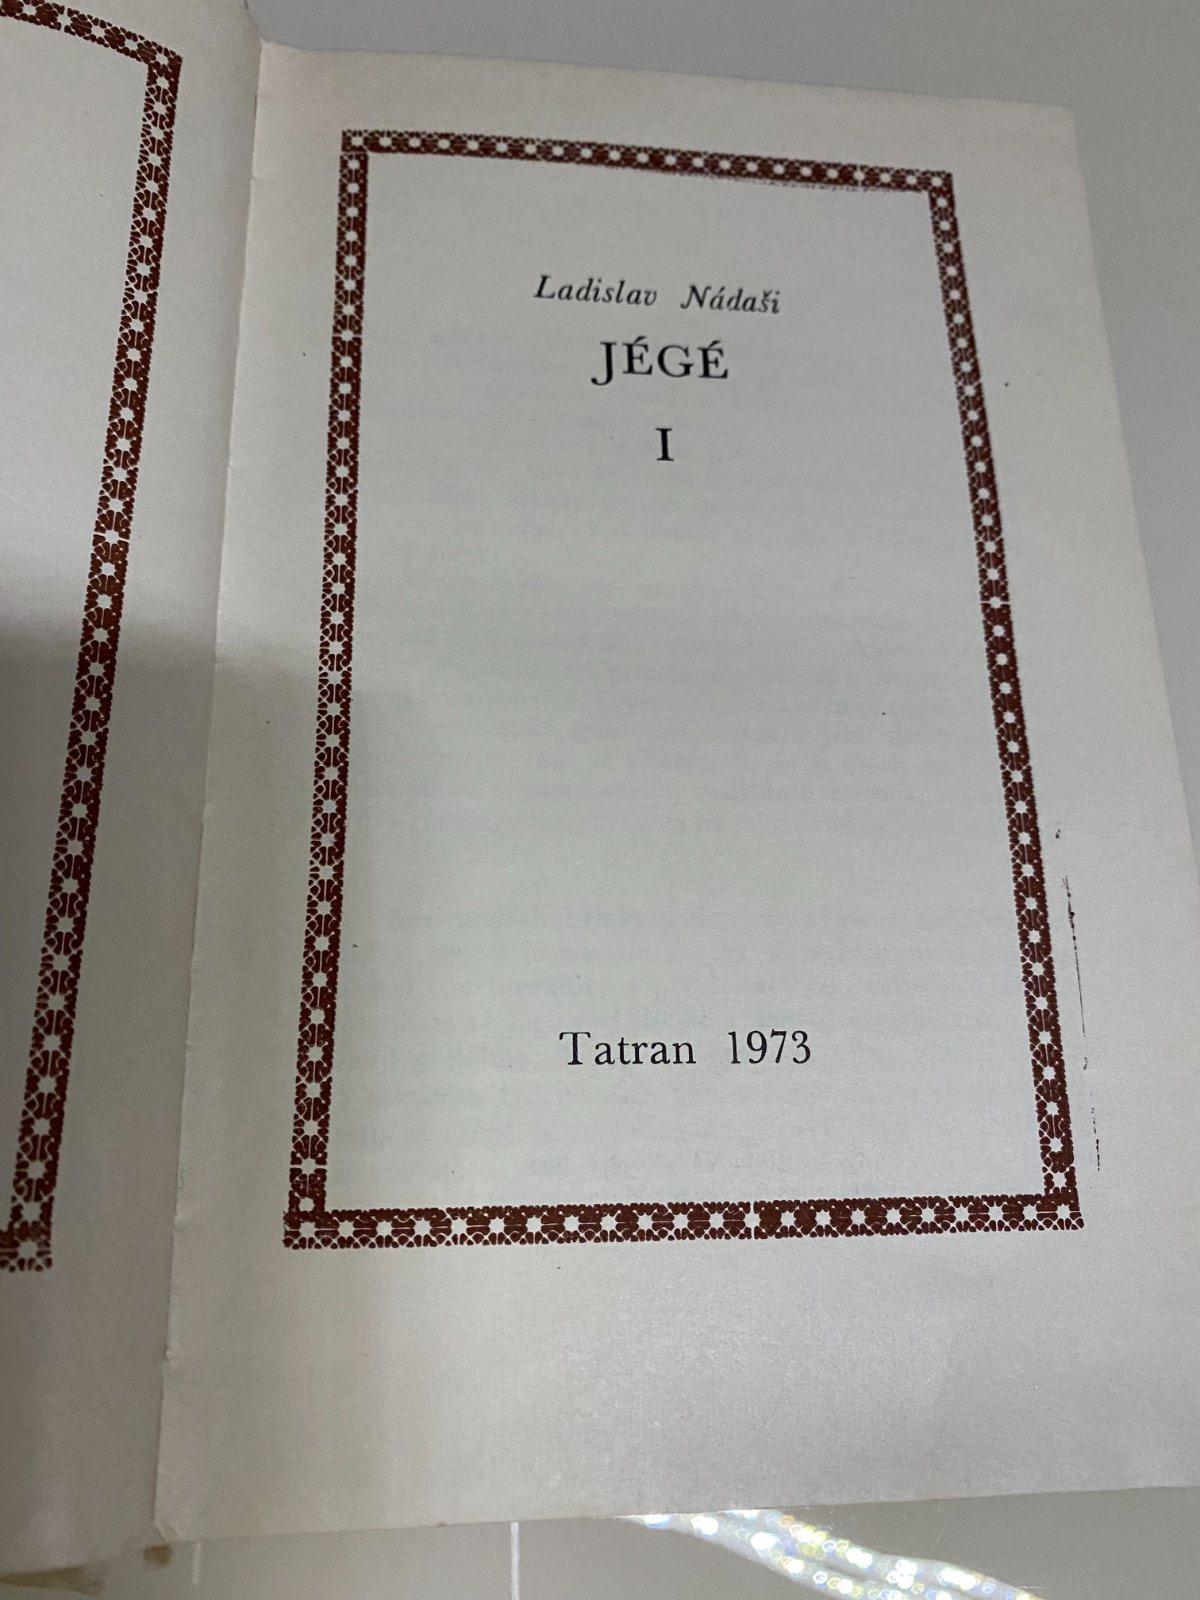 Ladislav Nádaši
JÉGÉ
I
Tatran 1973